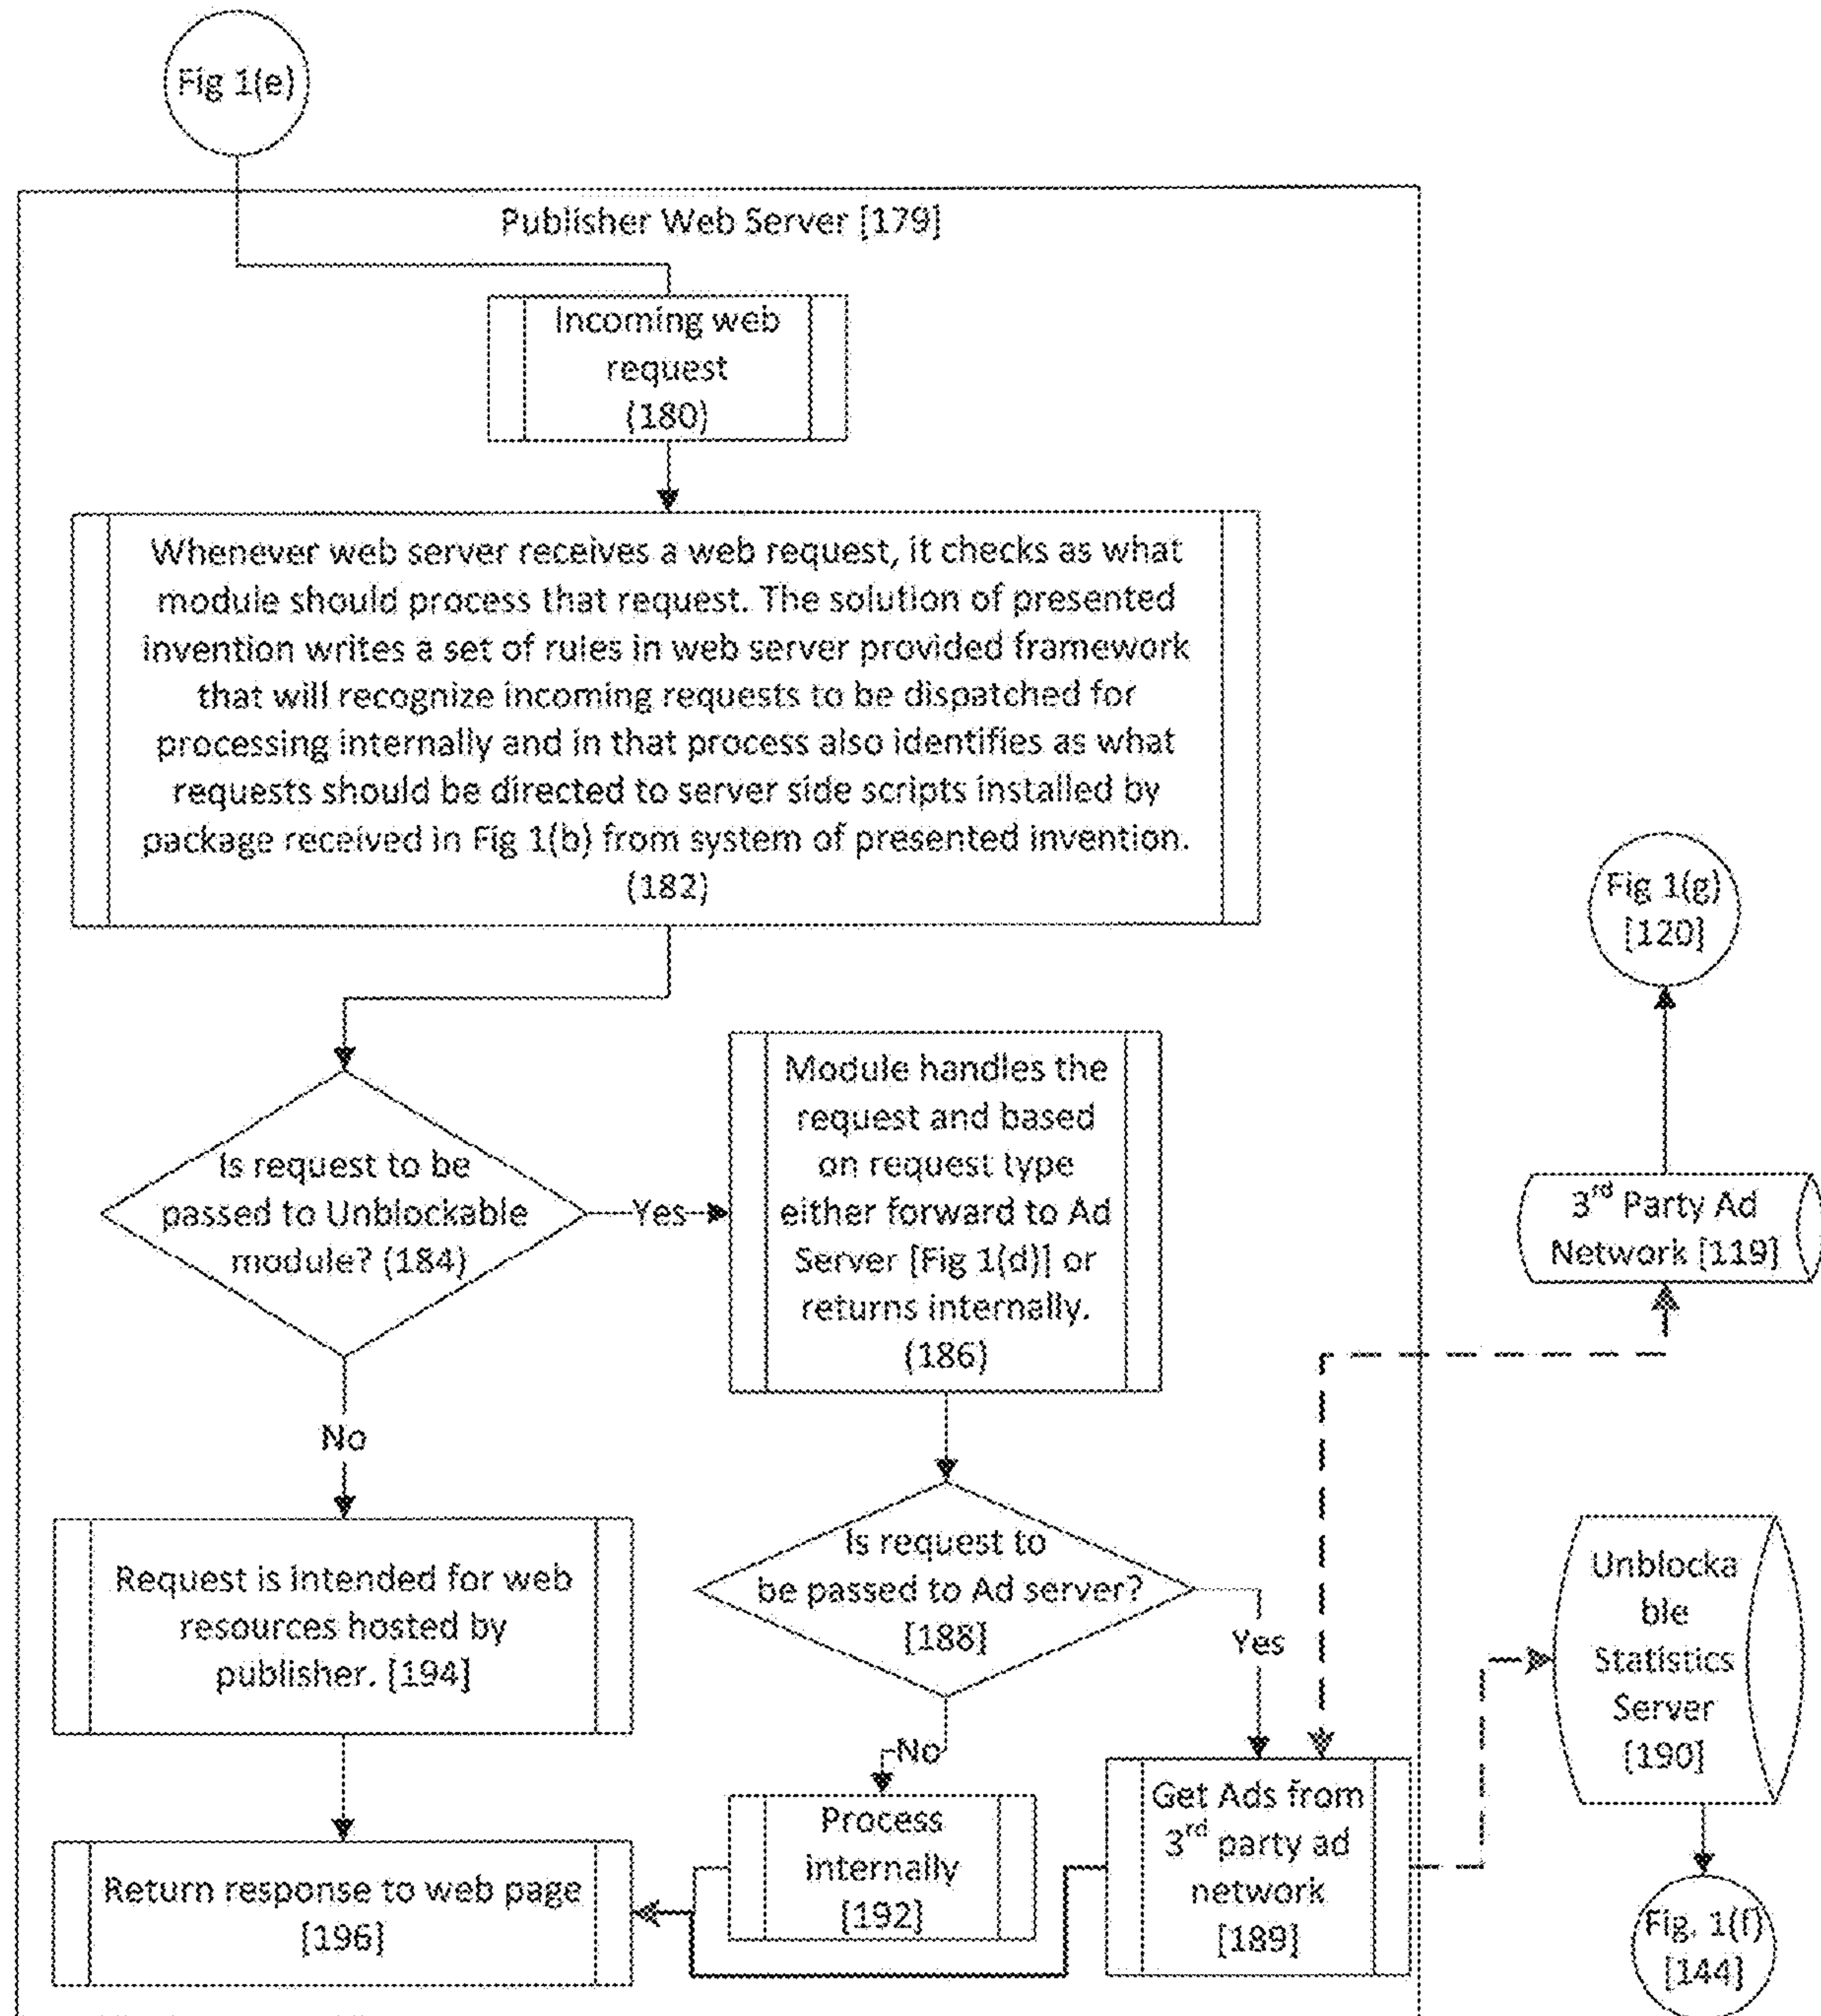 Fig 1(e)
Publisher Web Server [179]
Incoming web
request
(180)
Whenever web server receives a web request, it checks as what
module should process that request. The solution of presented
invention writes a set of rules in web server provided framework
that will recognize incoming requests to be dispatched for
processing internally and in that process also identifies as what
requests should be directed to server side scripts installed by
package received in Fig 1(b) from system of presented invention.
(182)
Fig 1(g)
[120]
Is request to be
passed to Unblockable
module? (184)
Yes
Module handles the
request and based
on request type
either forward to Ad
Server [Fig 1(d)] or
returns internally.
(186)
3rd Party Ad
Network [119]
No
Request is intended for web
resources hosted by
publisher. [194]
Is request to
be passed to Ad server?
[188]
Yes
No
Unblocka
ble
Statistics
Server
[190]
Return response to web page
[196]
Process
internally
[192]
Get Ads from
3rd party ad
network
[189]
Fig. 1(f)
[144]